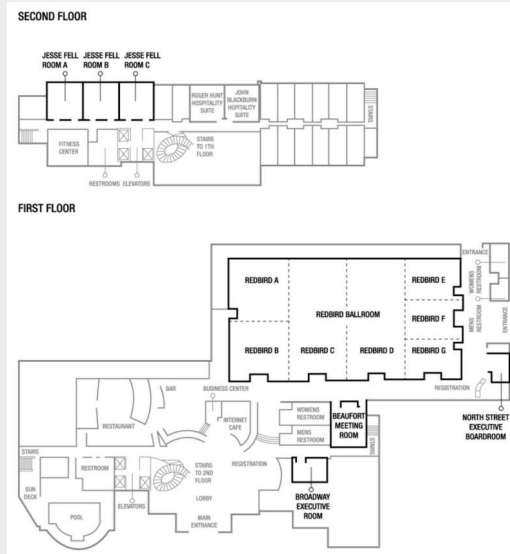 SECOND FLOOR
JESSE FELL
ROOM A
JESSE FELL
ROOM B
JESSE FELL
ROOM C
ROGER HUNT
HOSPITALITY
SUITE
JOHN
BLACKBURN
HOPITALITY
SUITE
STAIRS
FITNESS
CENTER
STAIRS
TO 1TH
FLOOR
RESTROOMS
ELEVATORS
FIRST FLOOR
ENTRANCE
REDBIRD A
REDBIRD E
WOMENS
RESTROOM
REDBIRD BALLROOM
REDBIRD F
MENS
RESTROOM
ENTRANCE
REDBIRD B
REDBIRD C
REDBIRD D
REDBIRD G
REGISTRATION
NORTH STREET
EXECUTIVE
BOARDROOM
BAR
BUSINESS CENTER
RESTAURANT
INTERNET
CAFE
WOMENS
RESTROOM
MENS
RESTROOM
BEAUFORT
MEETING
ROOM
STAIRS
STAIRS
RESTROOM
STAIRS
TO 2ND
FLOOR
REGISTRATION
SUN
DECK
POOL
ELEVATORS
LOBBY
MAIN
ENTRANCE
BROADWAY
EXECUTIVE
ROOM